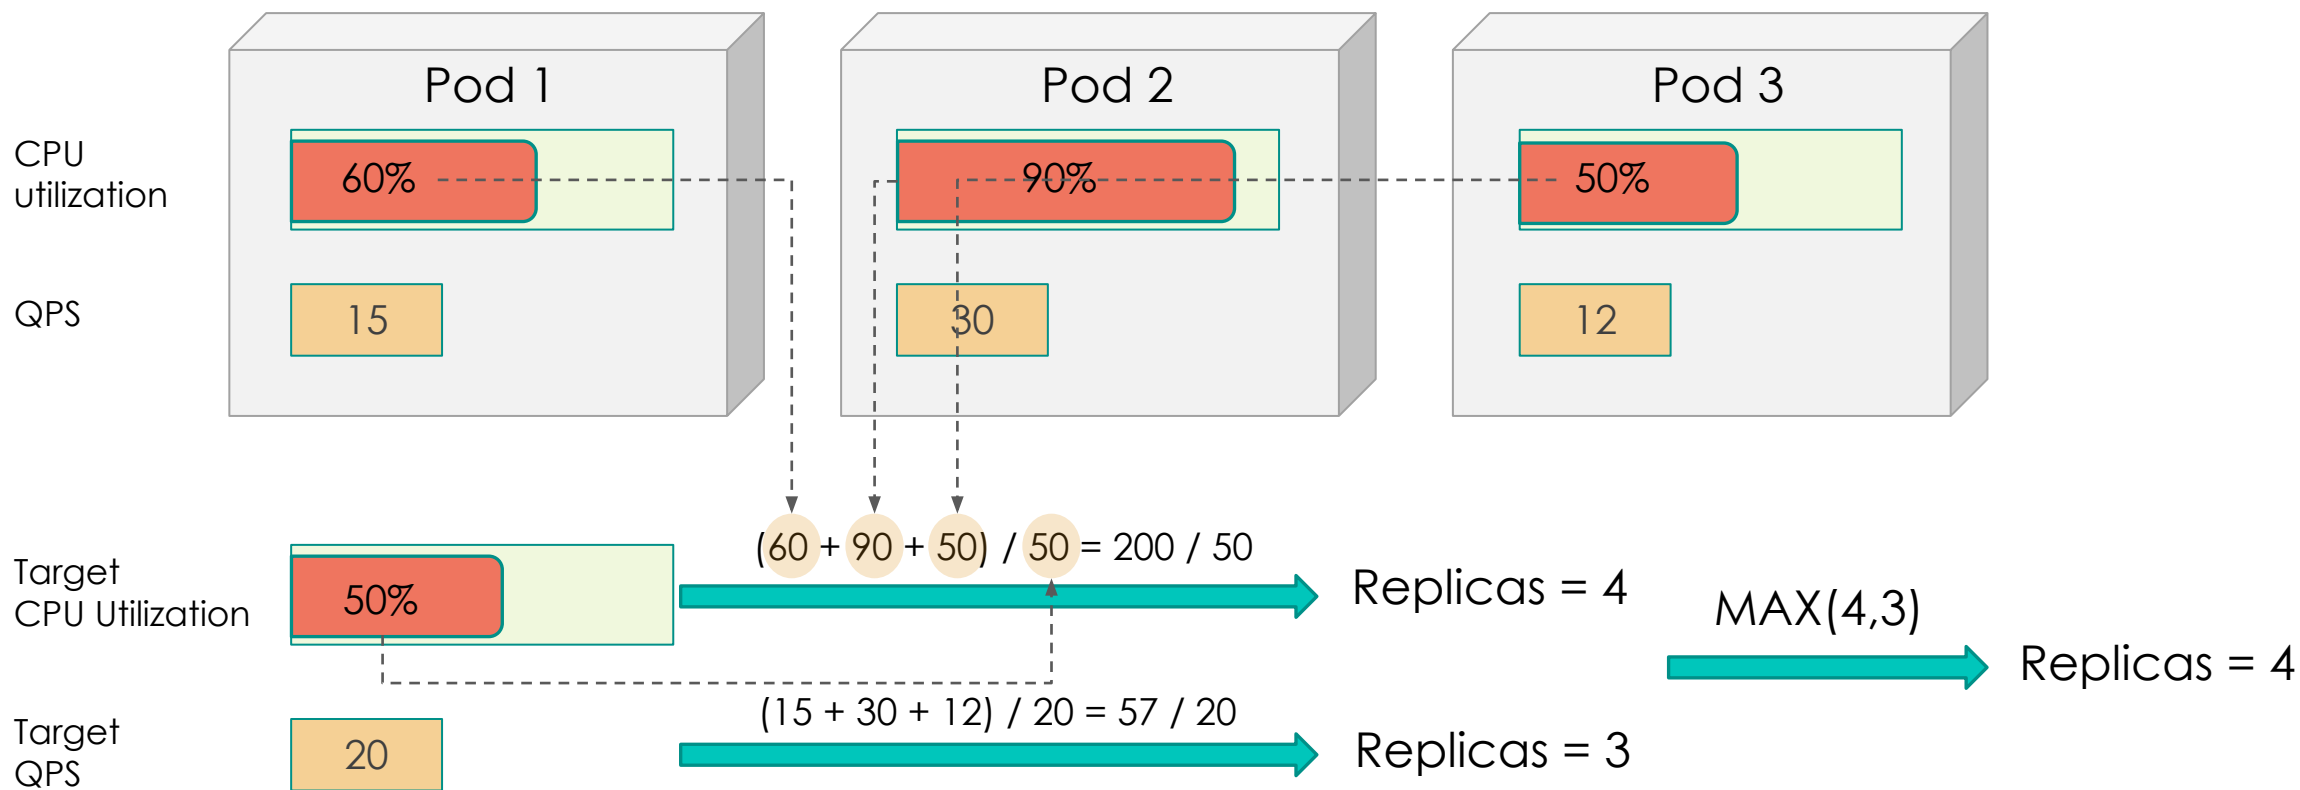 Pod 1
Pod 2
Pod 3
CPU
utilization
60%
90%
50%
QPS
15
30
12
(60 + 90 + 50) / 50 = 200 / 50
Target
CPU Utilization
50%
Replicas = 4
MAX(4,3)
Replicas = 4
(15 + 30 + 12) / 20 = 57 / 20
Target
QPS
20
Replicas = 3